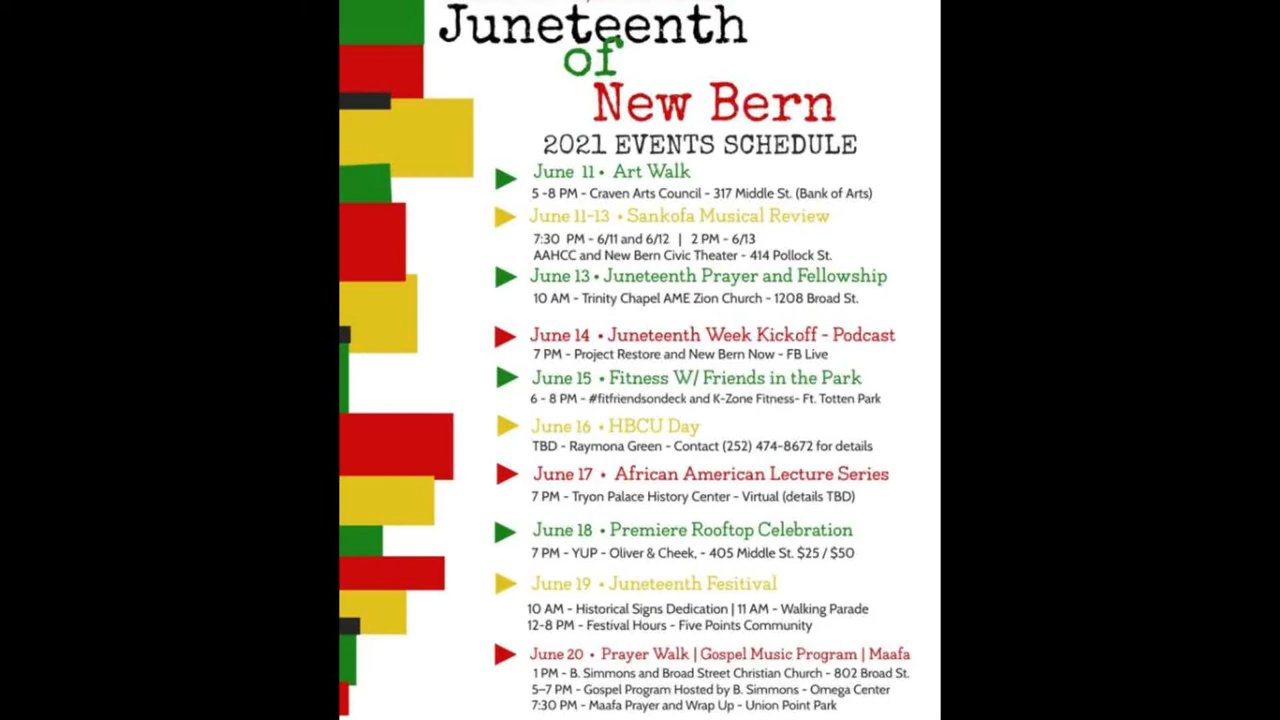 Juneteenth
of
New Bern
2021 EVENTS SCHEDULE
June 11 • Art Walk
5 -8 PM - Craven Arts Council - 317 Middle St. (Bank of Arts)
June 11-13 • Sankofa Musical Review
7:30 PM - 6/11 and 6/12 | 2 PM - 6/13
AAHCC and New Bern Civic Theater - 414 Pollock St.
June 13 • Juneteenth Prayer and Fellowship
10 AM - Trinity Chapel AME Zion Church - 1208 Broad St.
June 14 • Juneteenth Week Kickoff - Podcast
7 PM - Project Restore and New Bern Now - FB Live
June 15 • Fitness W/ Friends in the Park
6 - 8 PM - #fitfriendsondeck and K-Zone Fitness- Ft. Totten Park
June 16 • HBCU Day
TBD - Raymona Green - Contact (252) 474-8672 for details
June 17 • African American Lecture Series
7 PM - Tryon Palace History Center - Virtual (details TBD)
June 18 • Premiere Rooftop Celebration
7 PM - YUP - Oliver & Cheek, - 405 Middle St. $25 / $50
June 19 • Juneteenth Fesitival
10 AM - Historical Signs Dedication | 11 AM - Walking Parade
12-8 PM - Festival Hours - Five Points Community
June 20 • Prayer Walk | Gospel Music Program | Maafa
1 PM - B. Simmons and Broad Street Christian Church - 802 Broad St.
5–7 PM - Gospel Program Hosted by B. Simmons - Omega Center
7:30 PM - Maafa Prayer and Wrap Up - Union Point Park